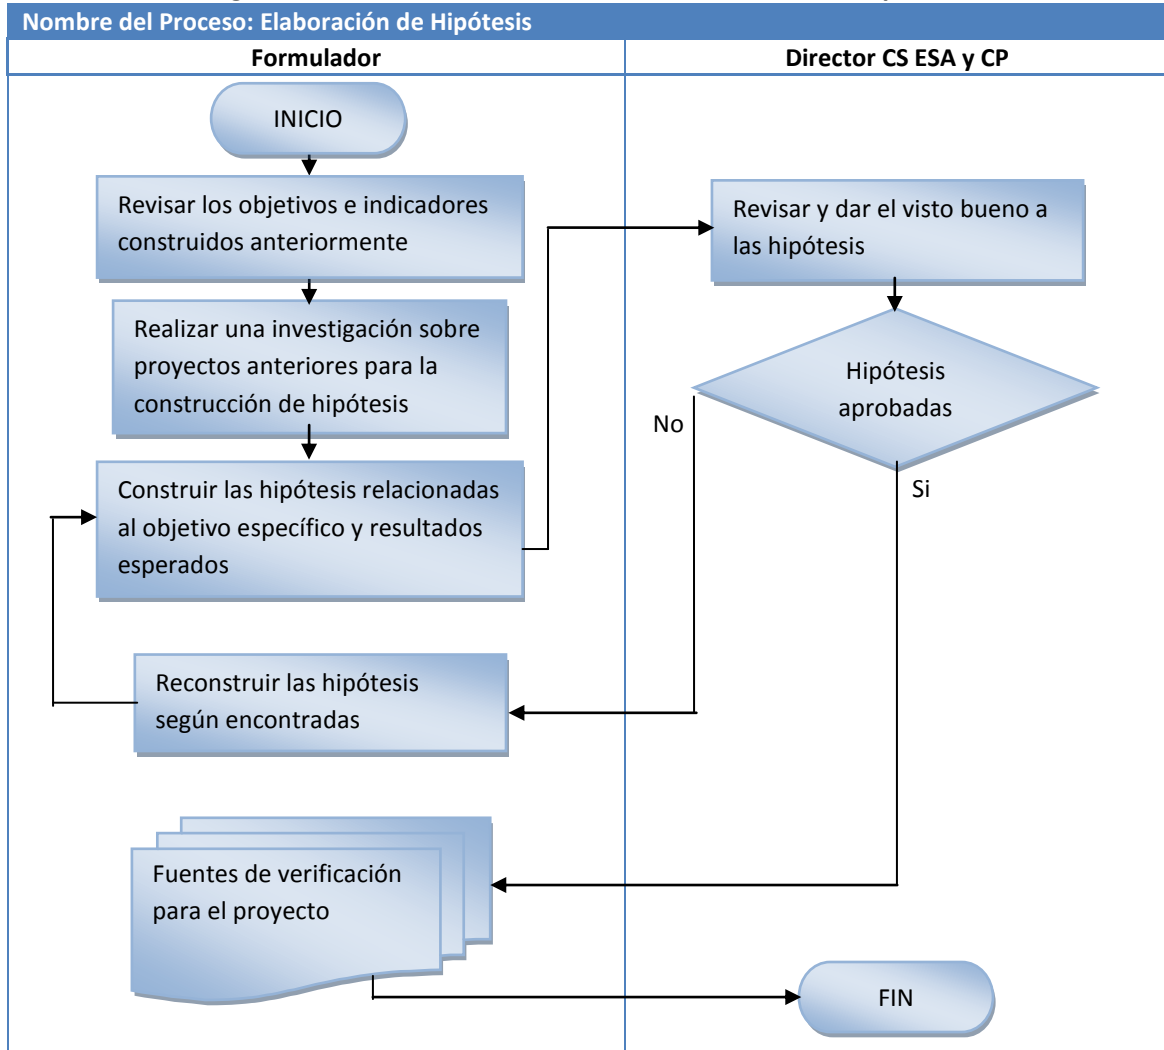 Nombre del Proceso: Elaboración de Hipótesis
Formulador
Director CS ESA y CP
INICIO
Revisar los objetivos e indicadores
construidos anteriormente
Revisar y dar el visto bueno a
las hipótesis
Realizar una investigación sobre
proyectos anteriores para la
construcción de hipótesis
Hipótesis
aprobadas
No
Si
Construir las hipótesis relacionadas
al objetivo específico y resultados
esperados
Reconstruir las hipótesis
según encontradas
Fuentes de verificación
para el proyecto
FIN